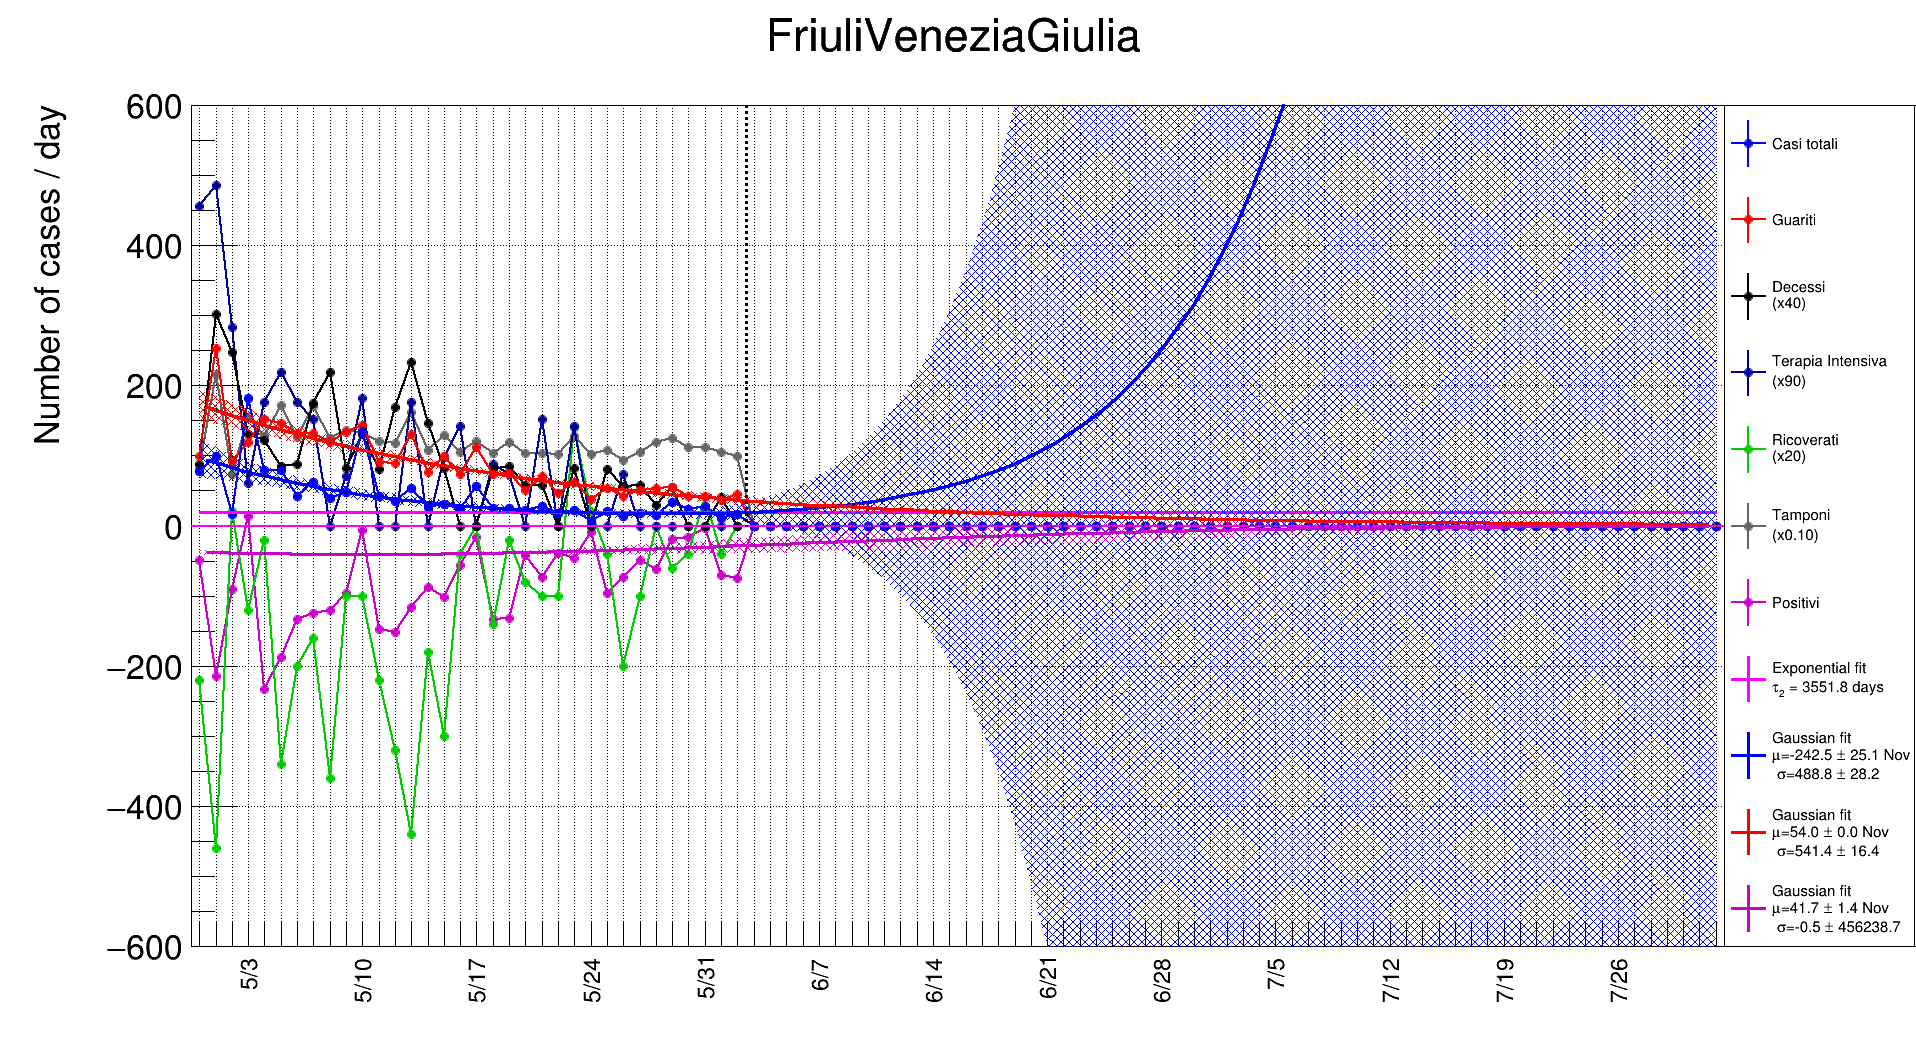 FriuliVeneziaGiulia
Number of cases / day
600
400
200
0
−200
−400
−600
5/3
5/10
5/17
5/24
5/31
6/7
6/14
6/21
6/28
7/5
7/12
7/19
7/26
Casi totali
Guariti
Decessi
(x40)
Terapia Intensiva
(x90)
Ricoverati
(x20)
Tamponi
(x0.10)
Positivi
Exponential fit
τ2 = 3551.8 days
Gaussian fit
μ=-242.5 ± 25.1 Nov
σ=488.8 ± 28.2
Gaussian fit
μ=54.0 ± 0.0 Nov
σ=541.4 ± 16.4
Gaussian fit
μ=41.7 ± 1.4 Nov
σ=-0.5 ± 456238.7